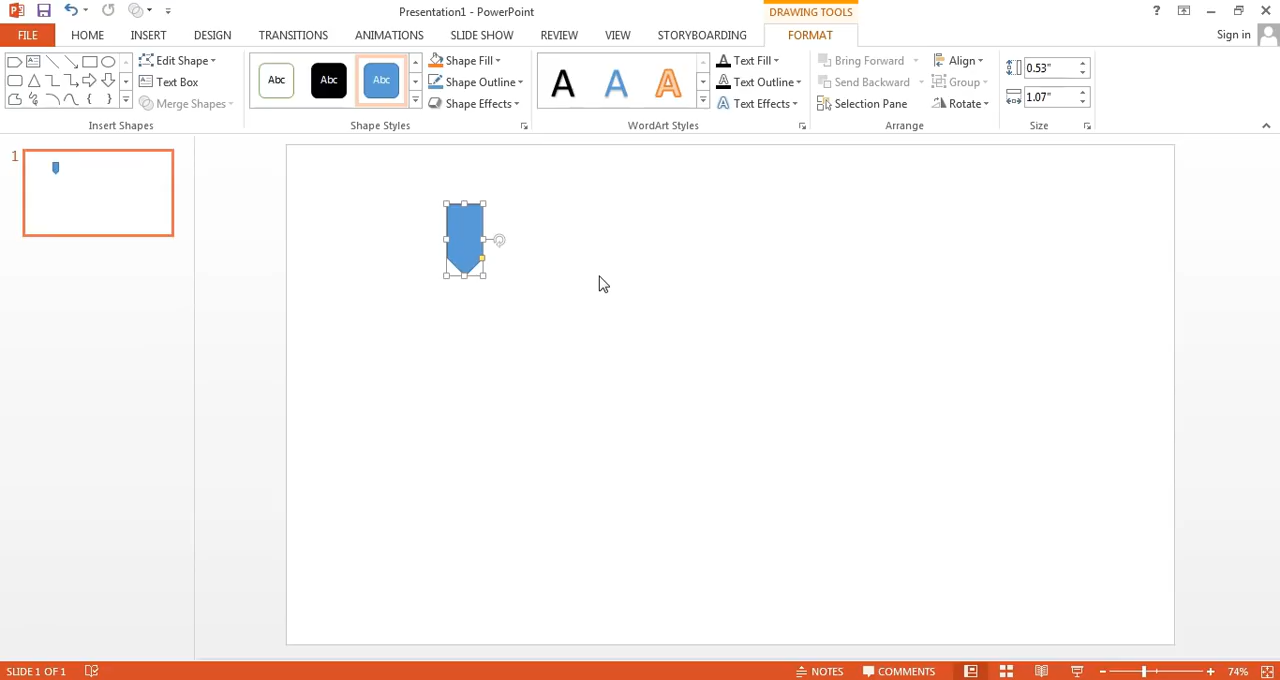 Presentation1 - PowerPoint
DRAWING TOOLS
?
FILE HOME INSERT DESIGN TRANSITIONS ANIMATIONS SLIDE SHOW REVIEW VIEW STORYBOARDING FORMAT Sign in
Edit Shape
Text Box
Merge Shapes
Insert Shapes
Abc Abc Abc
Shape Fill
Shape Outline
Shape Effects
Shape Styles
A A A
Text Fill
Text Outline
Text Effects
WordArt Styles
Bring Forward
Send Backward
Selection Pane
Align
Group
Rotate
Arrange
0.53"
1.07"
Size
1
SLIDE 1 OF 1 NOTES COMMENTS 74%